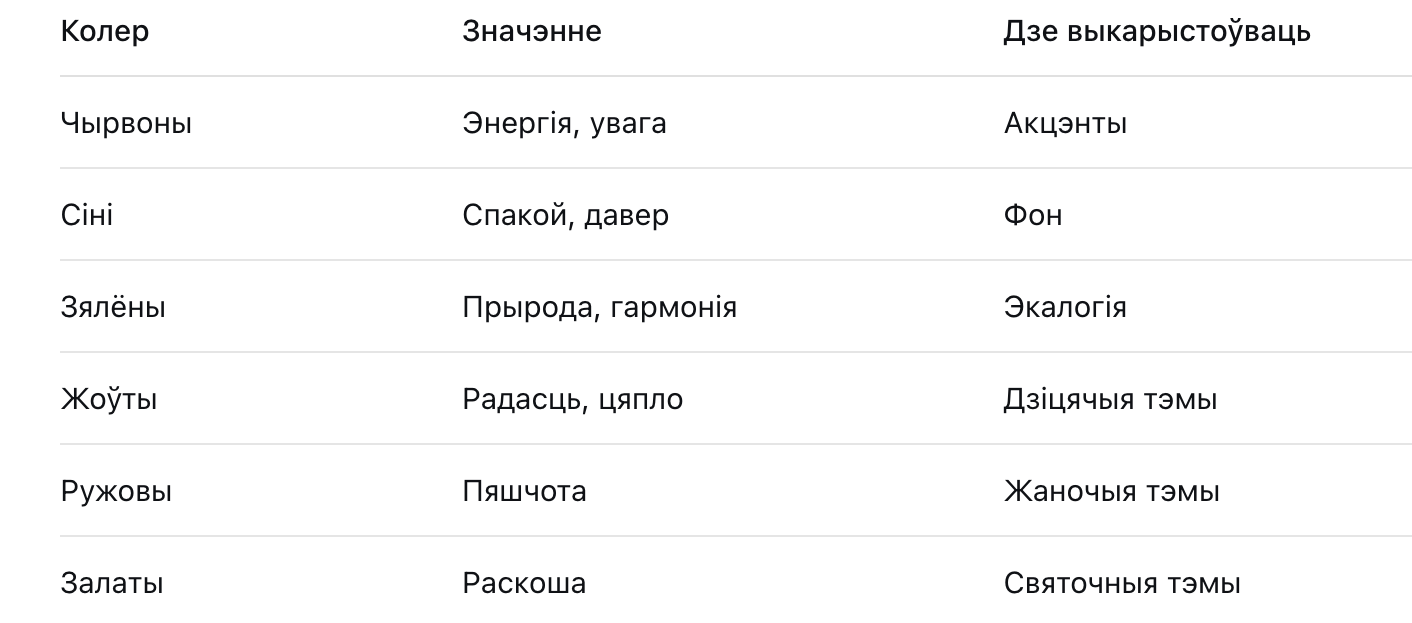 Колер Значэнне Дзе выкарыстоўваць
Чырвоны Энергія, увага Акцэнты
Сіні Спакой, давер Фон
Зялёны Прырода, гармонія Экалогія
Жоўты Радасць, цяпло Дзіцячыя тэмы
Ружовы Пяшчота Жаночыя тэмы
Залаты Раскоша Святочныя тэмы